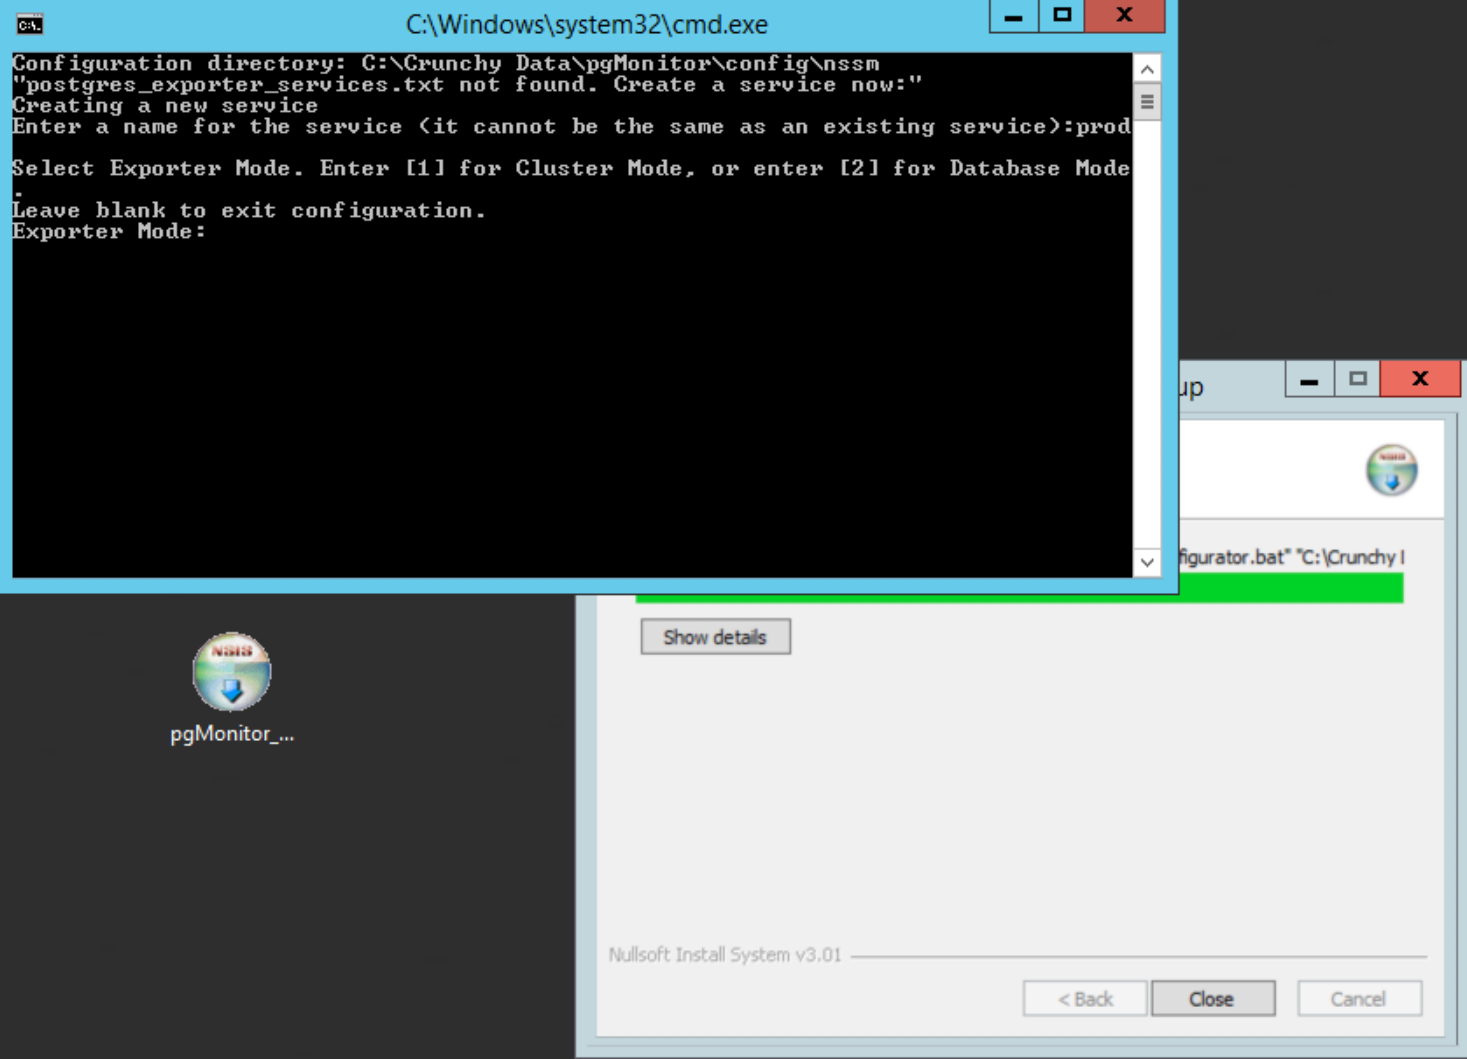 C:\Windows\system32\cmd.exe
Configuration directory: C:\Crunchy Data\pgMonitor\config\nssm
"postgres_exporter_services.txt not found. Create a service now:"
Creating a new service
Enter a name for the service (it cannot be the same as an existing service):prod
Select Exporter Mode. Enter [1] for Cluster Mode, or enter [2] for Database Mode
.
Leave blank to exit configuration.
Exporter Mode:
up
figurator.bat" "C:\Crunchy
Show details
NSIS
pgMonitor_...
Nullsoft Install System v3.01
< Back
Close
Cancel